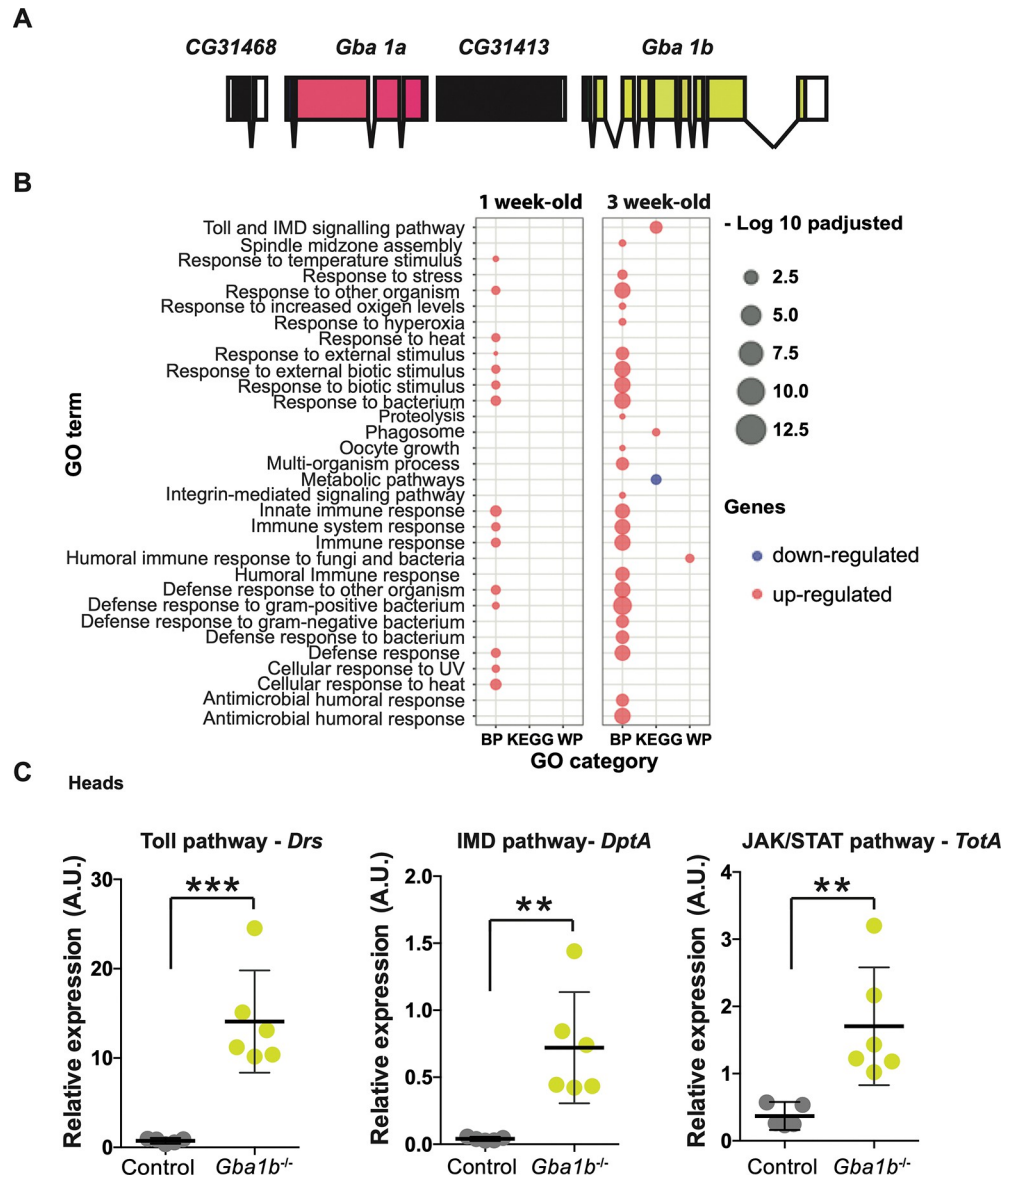 A
CG31468 Gba 1a CG31413 Gba 1b
B
1 week-old 3 week-old
Toll and IMD signalling pathway
Spindle midzone assembly
Response to temperature stimulus
Response to stress
Response to other organism
Response to increased oxigen levels
Response to hyperoxia
Response to heat
Response to external stimulus
Response to external biotic stimulus
Response to biotic stimulus
Response to bacterium
Proteolysis
Phagosome
Oocyte growth
Multi-organism process
Metabolic pathways
Integrin-mediated signaling pathway
Innate immune response
Immune system response
Immune response
Humoral immune response to fungi and bacteria
Humoral Immune response
Defense response to other organism
Defense response to gram-positive bacterium
Defense response to gram-negative bacterium
Defense response to bacterium
Defense response
Cellular response to UV
Cellular response to heat
Antimicrobial humoral response
Antimicrobial humoral response
GO term
BP KEGG WP BP KEGG WP
GO category
- Log 10 padjusted
2.5
5.0
7.5
10.0
12.5
Genes
down-regulated
up-regulated
C
Heads
Toll pathway - Drs
Relative expression (A.U.)
30
20
10
0
***
Control Gba1b-/-
IMD pathway- DptA
Relative expression (A.U.)
2.0
1.5
1.0
0.5
0.0
**
Control Gba1b-/-
JAK/STAT pathway - TotA
Relative expression (A.U.)
4
3
2
1
0
**
Control Gba1b-/-